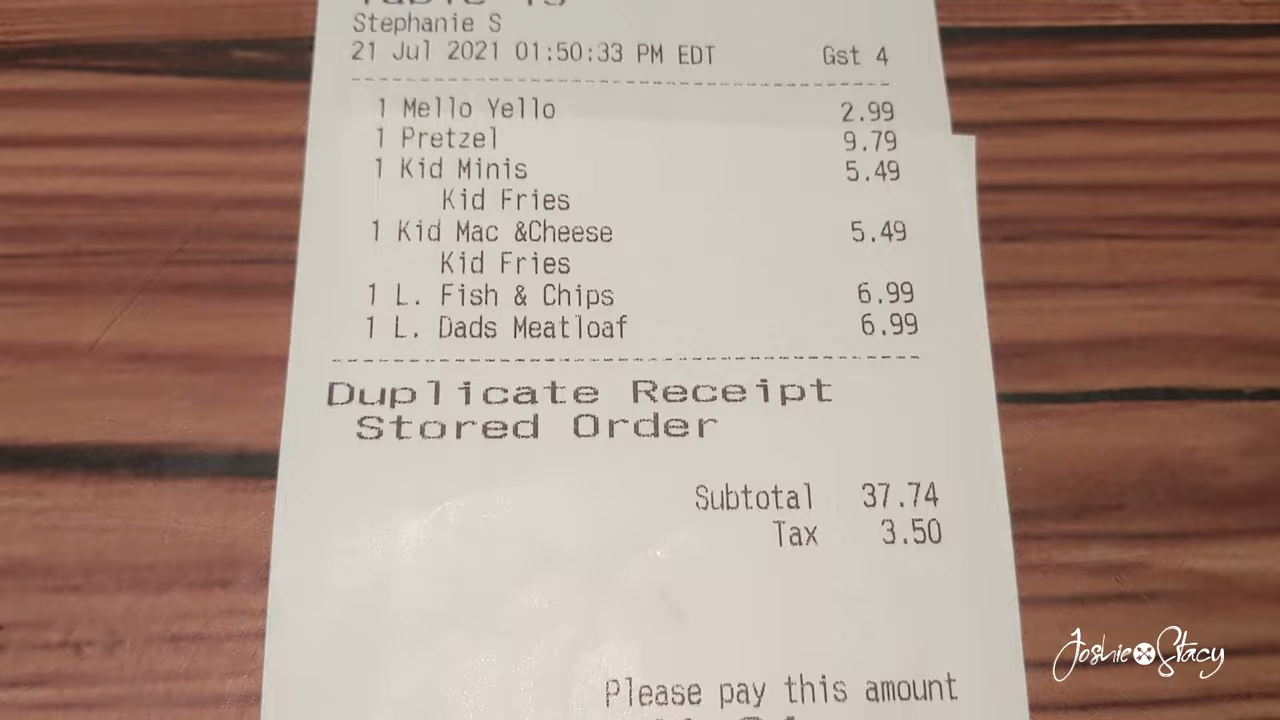 Stephanie S
21 Jul 2021 01:50:33 PM EDT Gst 4
1 Mello Yello 2.99
1 Pretzel 9.79
1 Kid Minis 5.49
Kid Fries
1 Kid Mac &Cheese 5.49
Kid Fries
1 L. Fish & Chips 6.99
1 L. Dads Meatloaf 6.99
Duplicate Receipt
Stored Order
Subtotal 37.74
Tax 3.50
Please pay this amount
Joshie Stacy